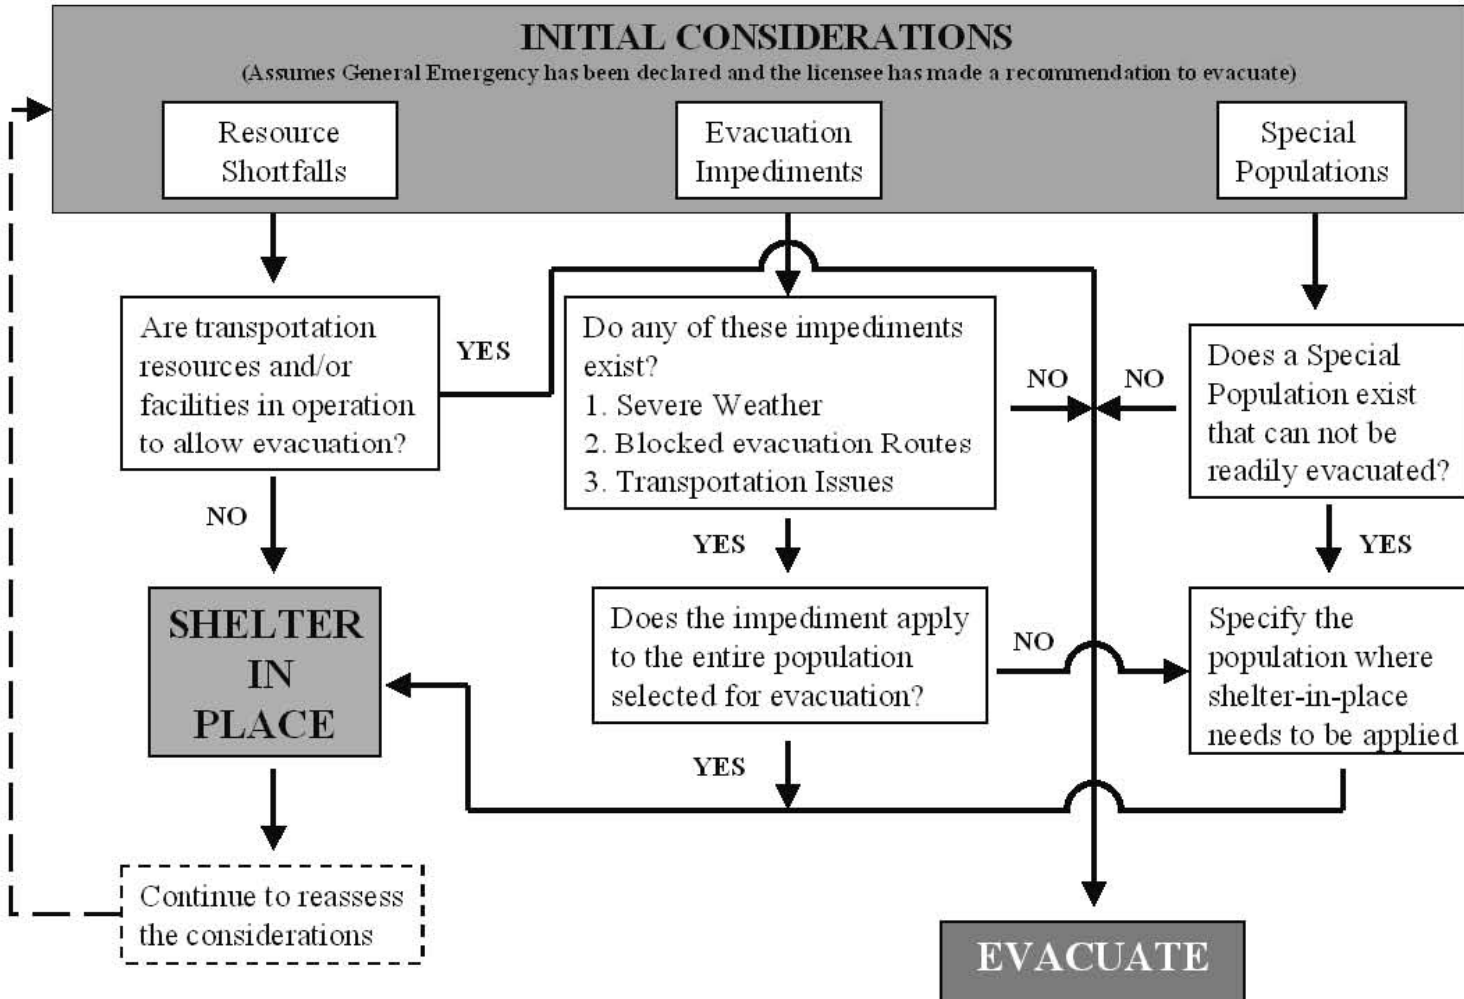 INITIAL CONSIDERATIONS
(Assumes General Emergency has been declared and the licensee has made a recommendation to evacuate)
Resource
Shortfalls
Evacuation
Impediments
Special
Populations
Are transportation
resources and/or
facilities in operation
to allow evacuation?
YES
Do any of these impediments
exist?
1. Severe Weather
2. Blocked evacuation Routes
3. Transportation Issues
NO
NO
Does a Special
Population exist
that can not be
readily evacuated?
NO
YES
YES
SHELTER
IN
PLACE
Does the impediment apply
to the entire population
selected for evacuation?
NO
Specify the
population where
shelter-in-place
needs to be applied
YES
Continue to reassess
the considerations
EVACUATE